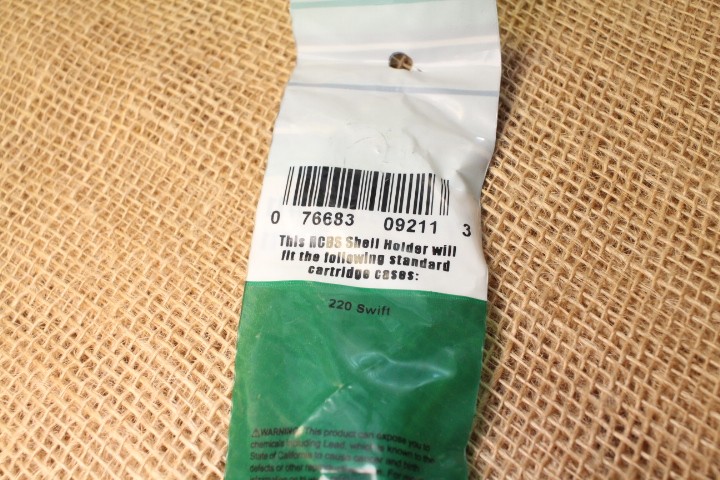 0 76683 09211 3
This RCBS Shell Holder will
fit the following standard
cartridge cases:
220 Swift
⚠WARNING: This product can expose you to
chemicals including Lead, which is known to the
State of California to cause cancer and birth
defects or other reproductive